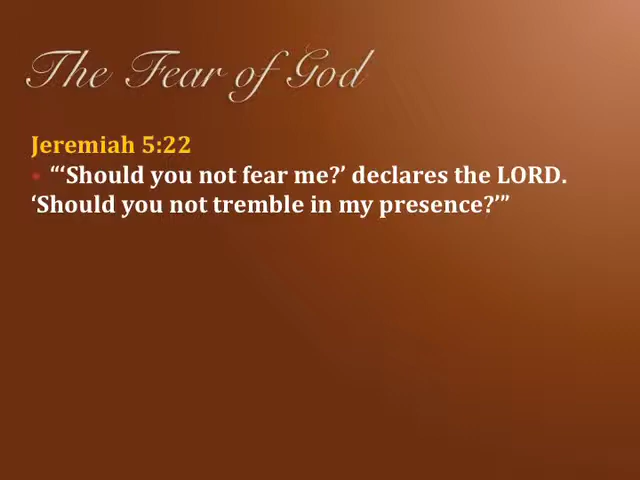 The Fear of God
Jeremiah 5:22
• “‘Should you not fear me?’ declares the LORD.
‘Should you not tremble in my presence?’”